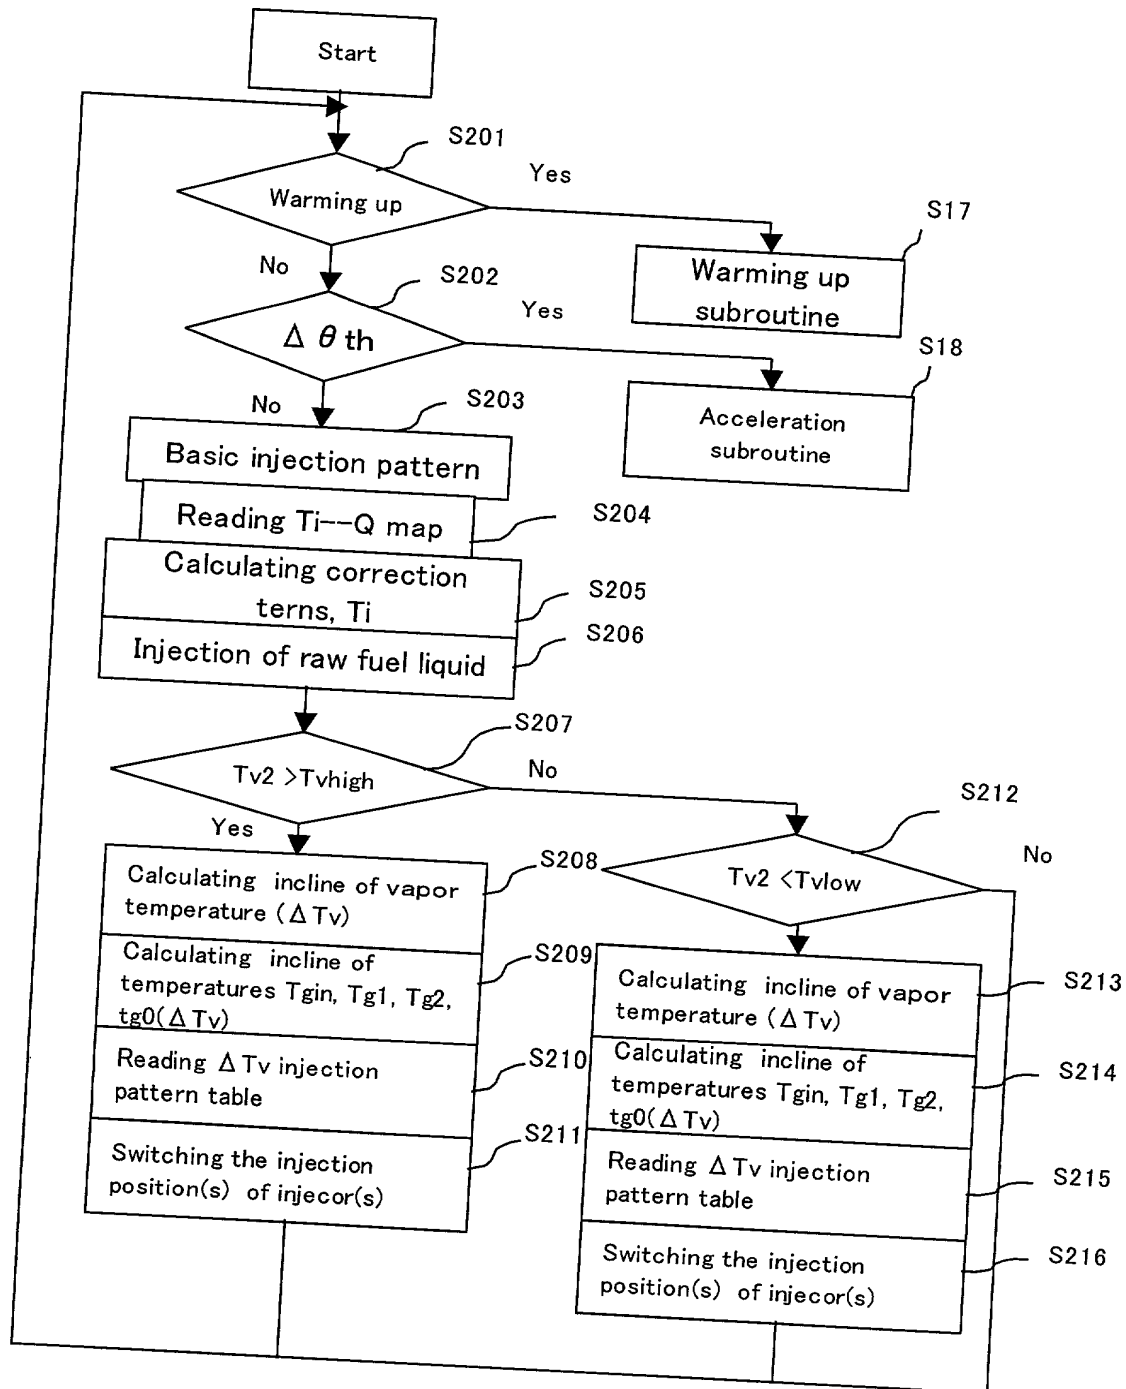 Start
S201
Yes
Warming up
S17
No
Warming up
subroutine
S202
Yes
Δ θ th
S18
No
S203
Acceleration
subroutine
Basic injection pattern
Reading Ti--Q map
S204
Calculating correction
terns, Ti
S205
Injection of raw fuel liquid
S206
S207
Tv2 >Tvhigh
No
S212
Yes
No
Tv2 <Tvlow
Calculating incline of vapor
temperature (ΔTv)
S208
Calculating incline of
temperatures Tgin, Tg1, Tg2,
tg0(ΔTv)
S209
Reading ΔTv injection
pattern table
S210
Switching the injection
position(s) of injecor(s)
S211
Calculating incline of vapor
temperature (ΔTv)
S213
Calculating incline of
temperatures Tgin, Tg1, Tg2,
tg0(ΔTv)
S214
Reading ΔTv injection
pattern table
S215
Switching the injection
position(s) of injecor(s)
S216